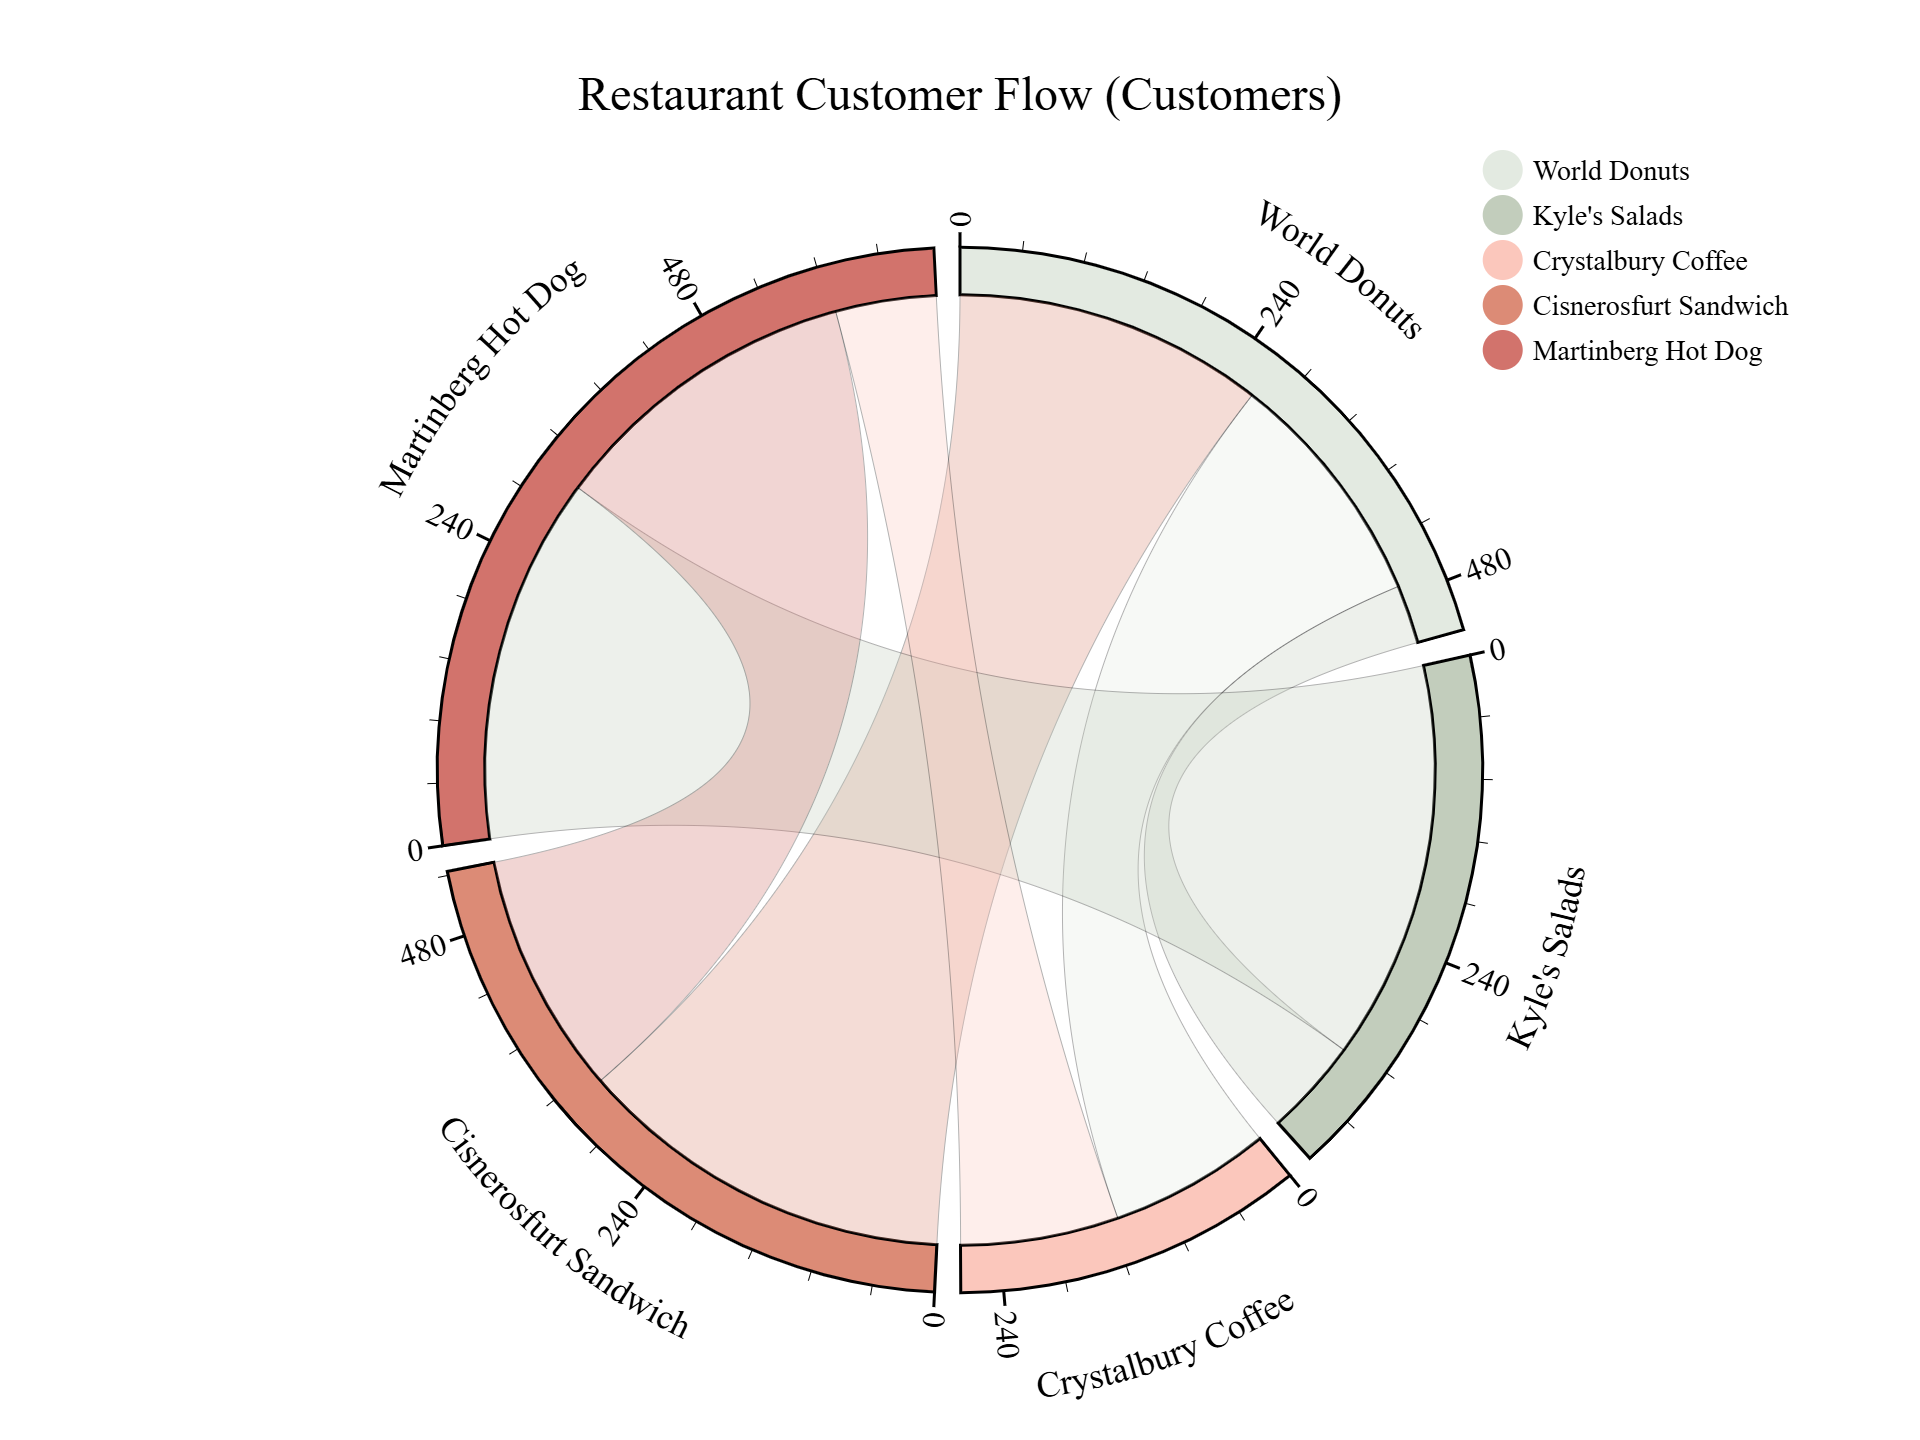 Restaurant Customer Flow (Customers)
World Donuts
Kyle's Salads
Crystalbury Coffee
Cisnerosfurt Sandwich
Martinberg Hot Dog
World Donuts
0
240
480
Kyle's Salads
0
240
Crystalbury Coffee
0
240
Cisnerosfurt Sandwich
0
240
480
Martinberg Hot Dog
0
240
480